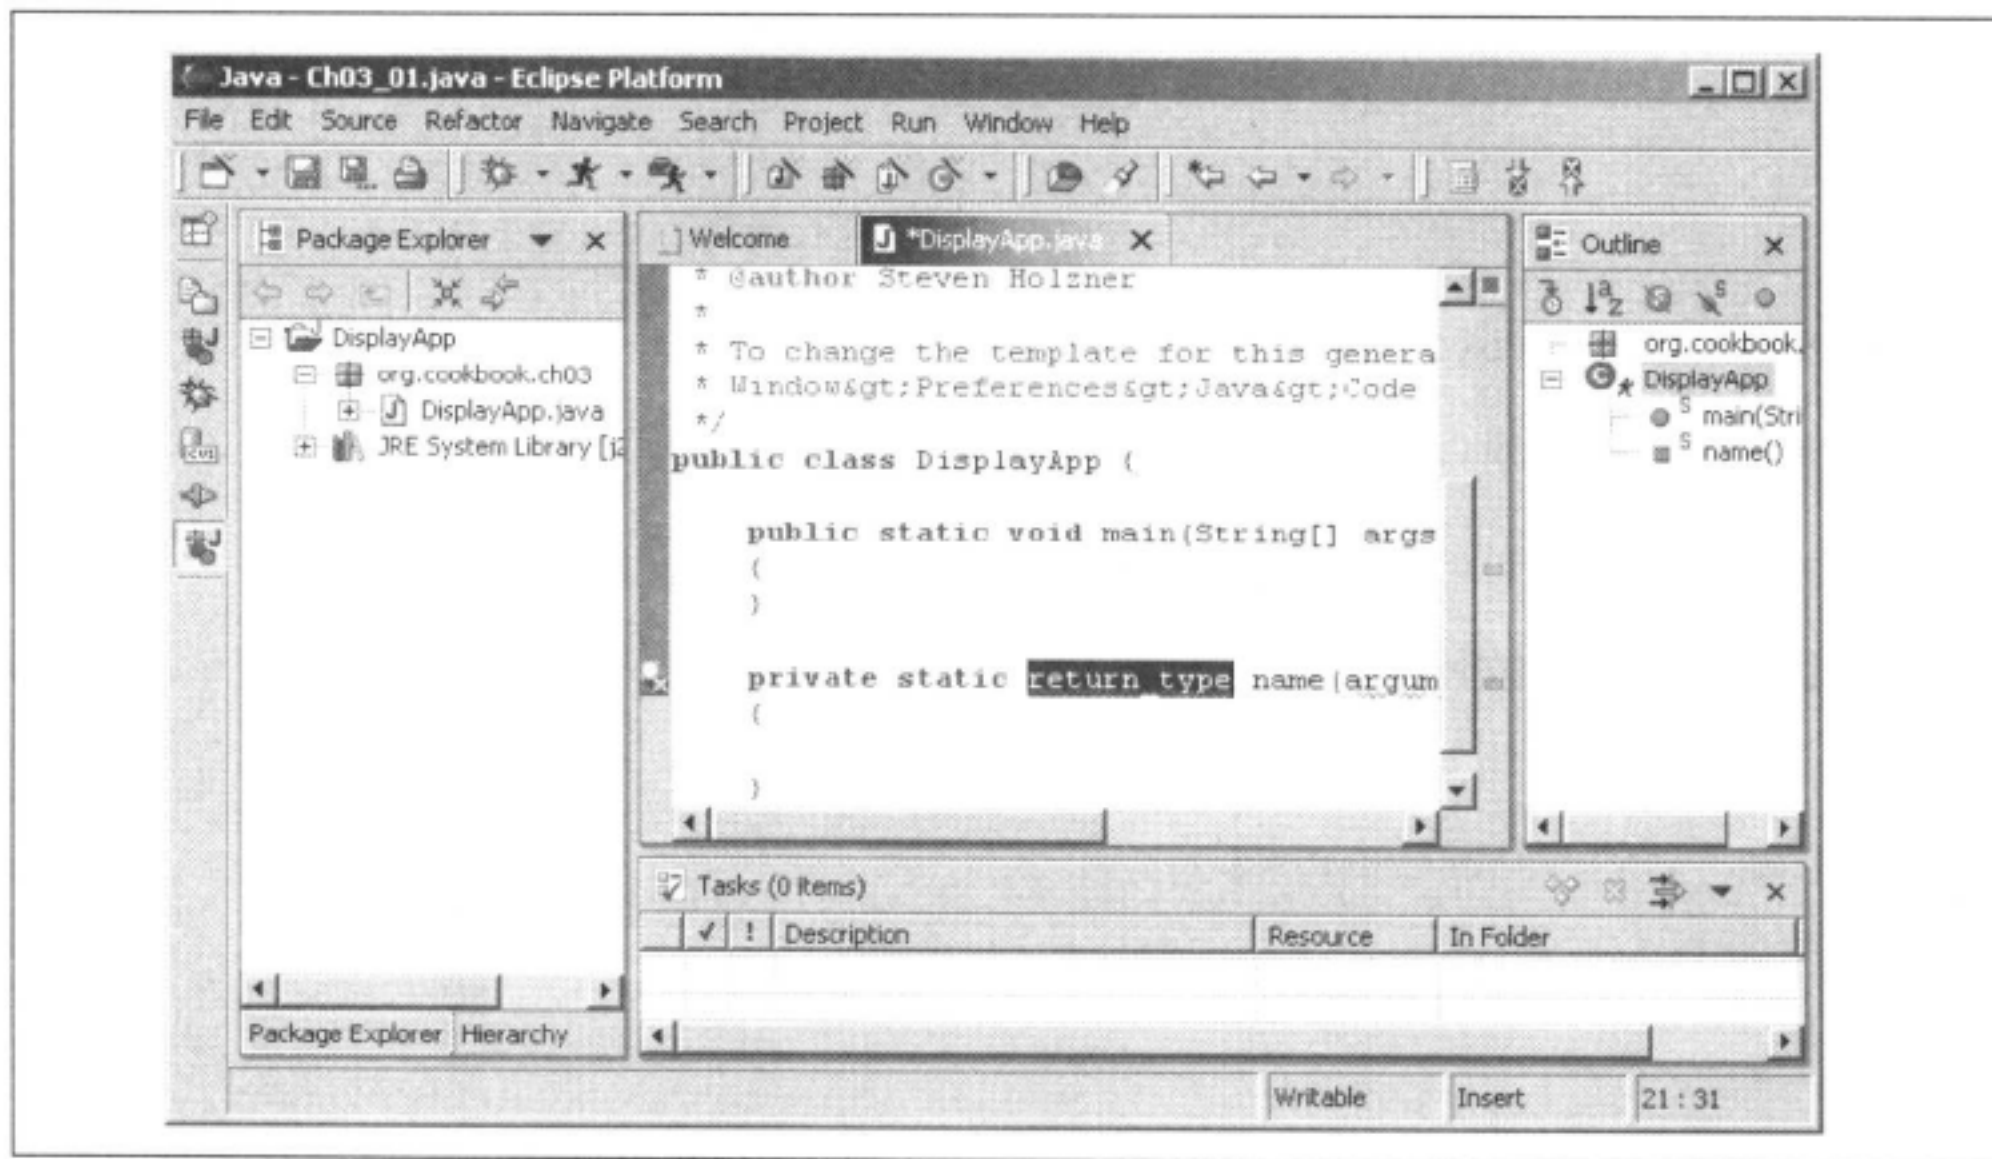 Java - Ch03_01.java - Eclipse Platform
File Edit Source Refactor Navigate Search Project Run Window Help
Package Explorer
DisplayApp
org.cookbook.ch03
DisplayApp.java
JRE System Library [j2
Package Explorer Hierarchy
Welcome *DisplayApp.java
* @author Steven Holzner
*
* To change the template for this genera
* Window&gt;Preferences&gt;Java&gt;Code
*/
public class DisplayApp {
public static void main(String[] args
{
}
private static return_type name(argum
{
}
Outline
org.cookbook.
DisplayApp
S main(Stri
S name()
Tasks (0 items)
! Description Resource In Folder
Writable Insert 21 : 31